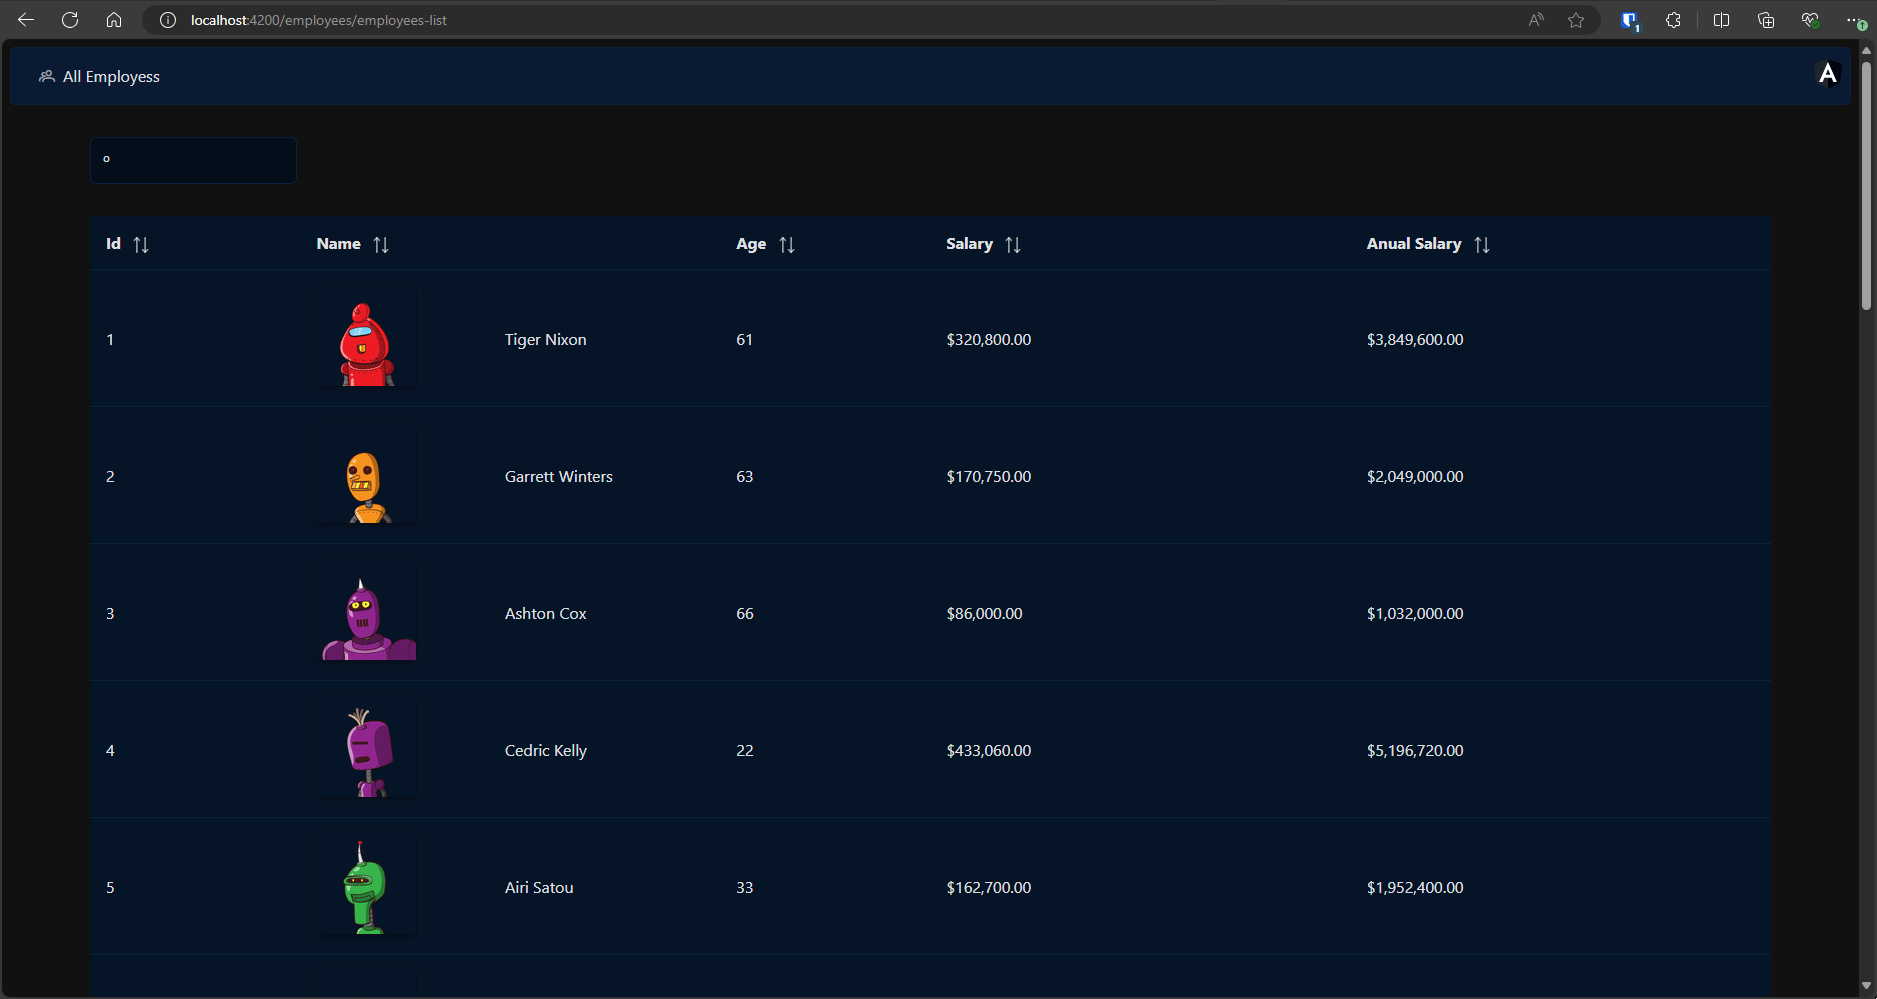 localhost:4200/employees/employees-list
1
All Employess
A
o
Id Name Age Salary Anual Salary
1 Tiger Nixon 61 $320,800.00 $3,849,600.00
2 Garrett Winters 63 $170,750.00 $2,049,000.00
3 Ashton Cox 66 $86,000.00 $1,032,000.00
4 Cedric Kelly 22 $433,060.00 $5,196,720.00
5 Airi Satou 33 $162,700.00 $1,952,400.00